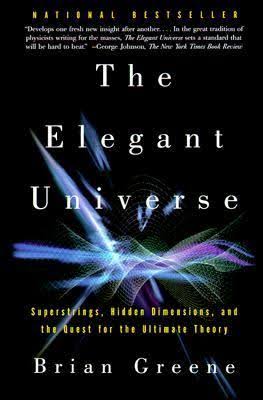 NATIONAL BESTSELLER
"Develops one fresh new insight after another. . . . In the great tradition of
physicists writing for the masses, The Elegant Universe sets a standard that
will be hard to beat." —George Johnson, The New York Times Book Review
The
Elegant
Universe
Superstrings, Hidden Dimensions, and
the Quest for the Ultimate Theory
Brian Greene